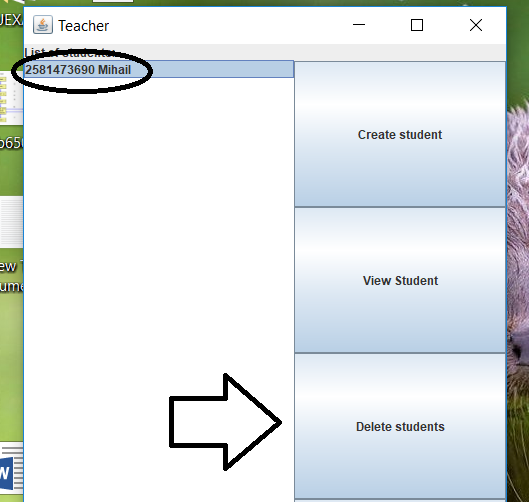 Teacher
List of students:
2581473690 Mihail
Create student
View Student
Delete students
W